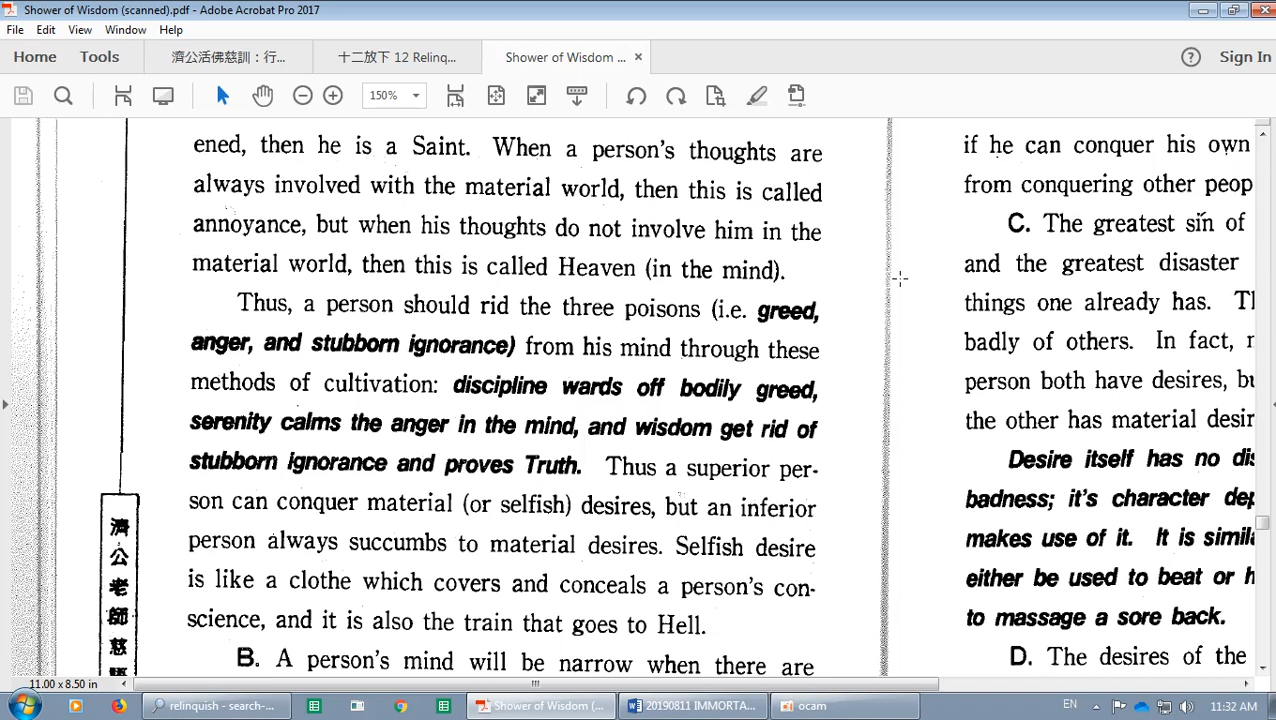 Shower of Wisdom (scanned).pdf - Adobe Acrobat Pro 2017
File Edit View Window Help
Home Tools 濟公活佛慈訓：行... 十二放下 12 Relinq... Shower of Wisdom ... × Sign In
150%
ened, then he is a Saint. When a person's thoughts are
always involved with the material world, then this is called
annoyance, but when his thoughts do not involve him in the
material world, then this is called Heaven (in the mind).
Thus, a person should rid the three poisons (i.e. greed,
anger, and stubborn ignorance) from his mind through these
methods of cultivation: discipline wards off bodily greed,
serenity calms the anger in the mind, and wisdom get rid of
stubborn ignorance and proves Truth. Thus a superior per-
son can conquer material (or selfish) desires, but an inferior
person always succumbs to material desires. Selfish desire
is like a clothe which covers and conceals a person's con-
science, and it is also the train that goes to Hell.
B. A person's mind will be narrow when there are
濟公老師慈
if he can conquer his own
from conquering other peop
C. The greatest sin of
and the greatest disaster
things one already has.
badly of others. In fact,
person both have desires, bu
the other has material desir
Desire itself has no dis
badness; it's character dep
makes use of it. It is simila
either be used to beat or h
to massage a sore back.
D. The desires of the
11.00 x 8.50 in
relinquish - search-... Shower of Wisdom (... 20190811 IMMORTA... ocam EN 11:32 AM